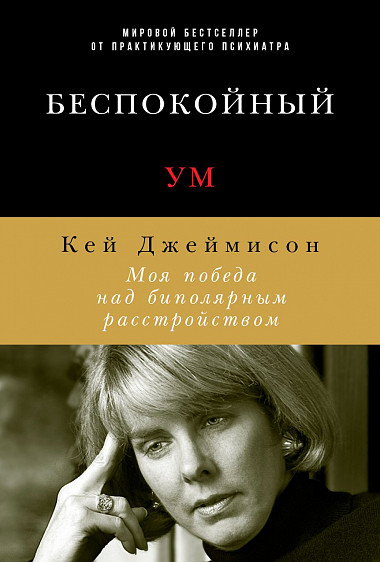 МИРОВОЙ БЕСТСЕЛЛЕР
ОТ ПРАКТИКУЮЩЕГО ПСИХИАТРА
БЕСПОКОЙНЫЙ
УМ
Кей Джеймисон
Моя победа
над биполярным
расстройством